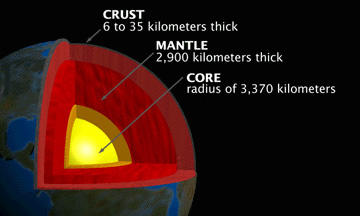 CRUST
6 to 35 kilometers thick
MANTLE
2,900 kilometers thick
CORE
radius of 3,370 kilometers